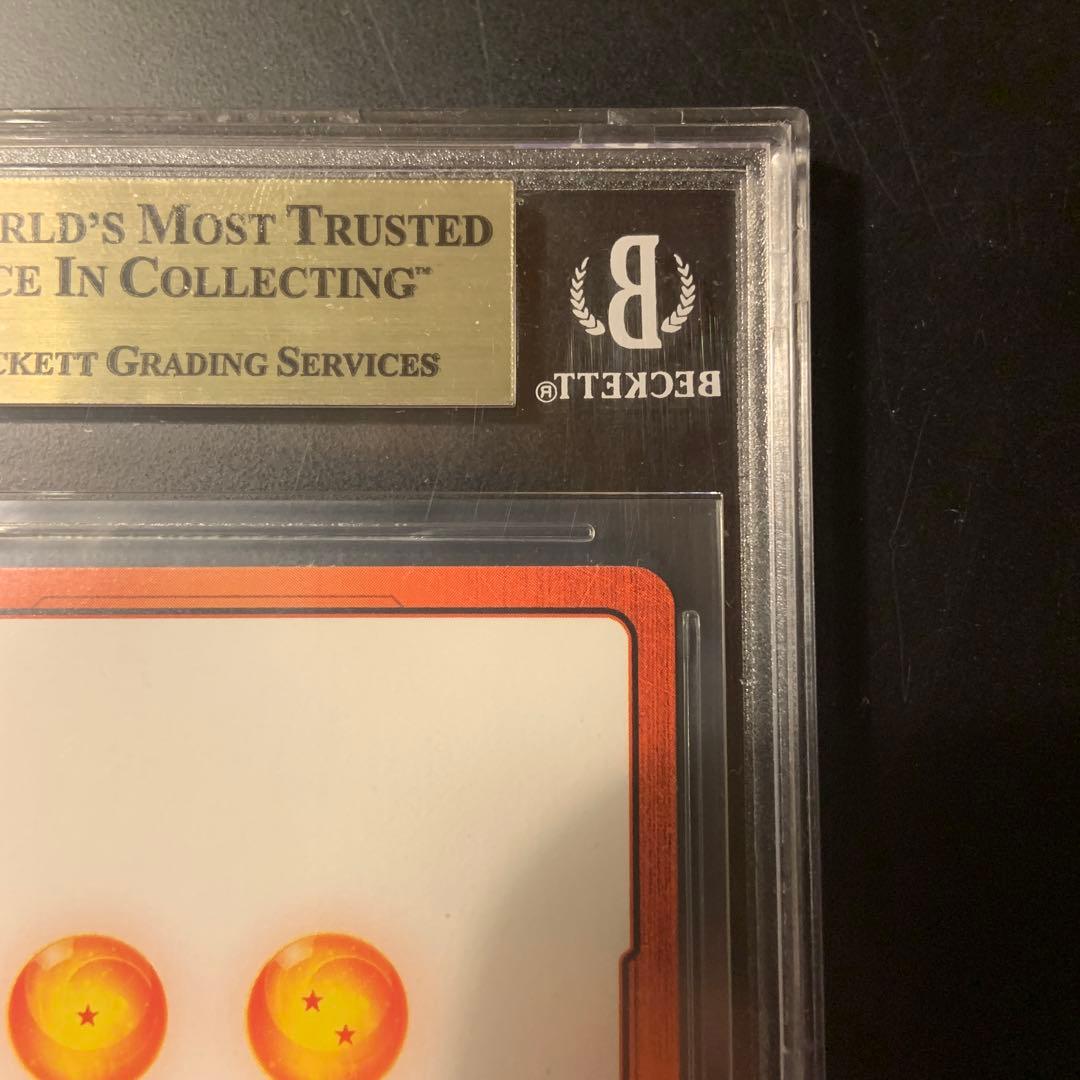 RLD'S MOST TRUSTED
CE IN COLLECTING™
CKETT GRADING SERVICES
B
BECKETT®